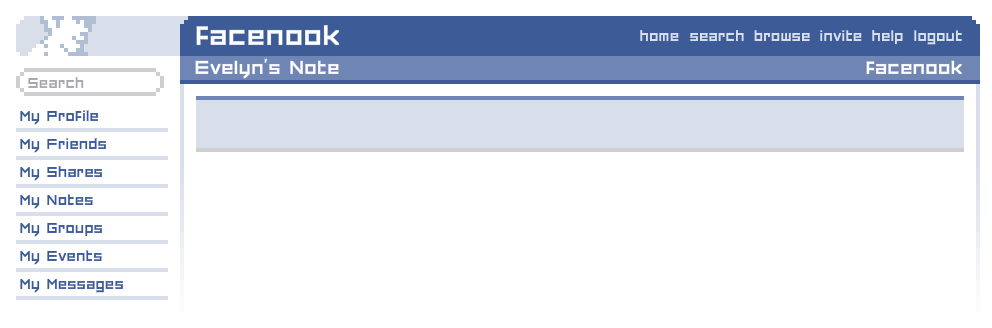 Facenook
home search browse invite help logout
Evelyn's Note
Facenook
Search
My Profile
My Friends
My Shares
My Notes
My Groups
My Events
My Messages